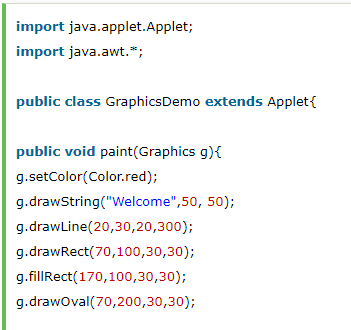 import java.applet.Applet;
import java.awt.*;
public class GraphicsDemo extends Applet{
public void paint(Graphics g){
g.setColor(Color.red);
g.drawString("Welcome",50, 50);
g.drawLine(20,30,20,300);
g.drawRect(70,100,30,30);
g.fillRect(170,100,30,30);
g.drawOval(70,200,30,30);